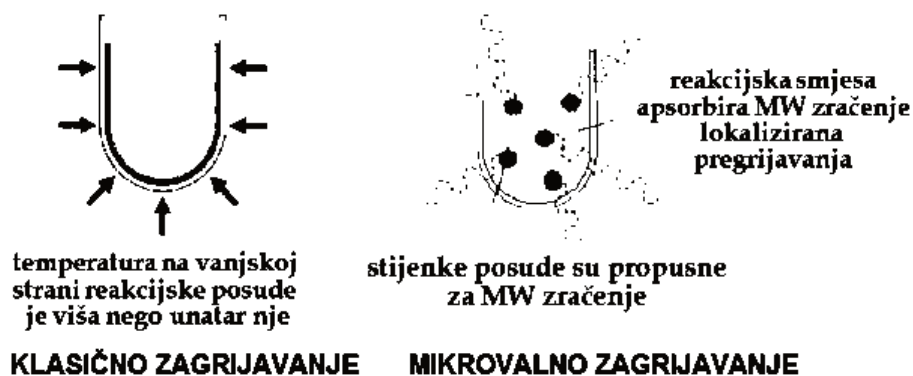 reakcijska smjesa
apsorbira MW zračenje
lokalizirana
pregrijavanja
temperatura na vanjskoj
strani reakcijske posude
je viša nego unutar nje
stijenke posude su propusne
za MW zračenje
KLASIČNO ZAGRIJAVANJE
MIKROVALNO ZAGRIJAVANJE